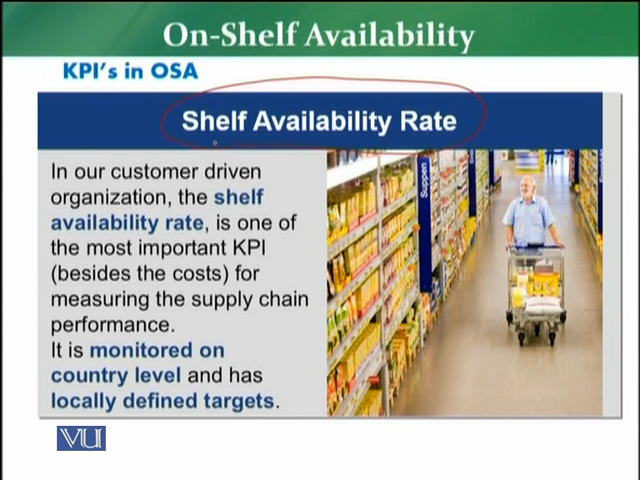 On-Shelf Availability
KPI's in OSA
Shelf Availability Rate
In our customer driven
organization, the shelf
availability rate, is one of
the most important KPI
(besides the costs) for
measuring the supply chain
performance.
It is monitored on
country level and has
locally defined targets.
Suppen
VU